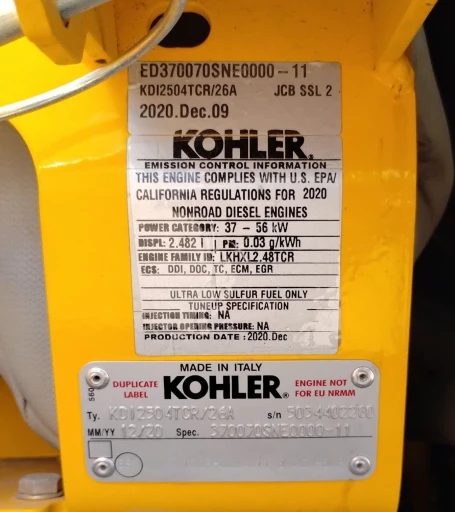 ED370070SNE0000-11
KDI2504TCR/26A JCB SSL 2
2020.Dec.09
KOHLER®
EMISSION CONTROL INFORMATION
THIS ENGINE COMPLIES WITH U.S. EPA/
CALIFORNIA REGULATIONS FOR 2020
NONROAD DIESEL ENGINES
POWER CATEGORY: 37 - 56 kW
DISPL: 2.482 l PM: 0.03 g/kWh
ENGINE FAMILY ID: LKHXL2.48TCR
ECS: DDI, DOC, TC, ECM, EGR
ULTRA LOW SULFUR FUEL ONLY
TUNEUP SPECIFICATION
INJECTION TIMING: NA
INJECTOR OPENING PRESSURE: NA
PRODUCTION DATE: 2020.Dec
MADE IN ITALY
DUPLICATE LABEL KOHLER® ENGINE NOT FOR EU NRMM
560
Ty. KDI2504TCR/26A s/n
MM/YY 12/20 Spec. 370070SNE0000-11